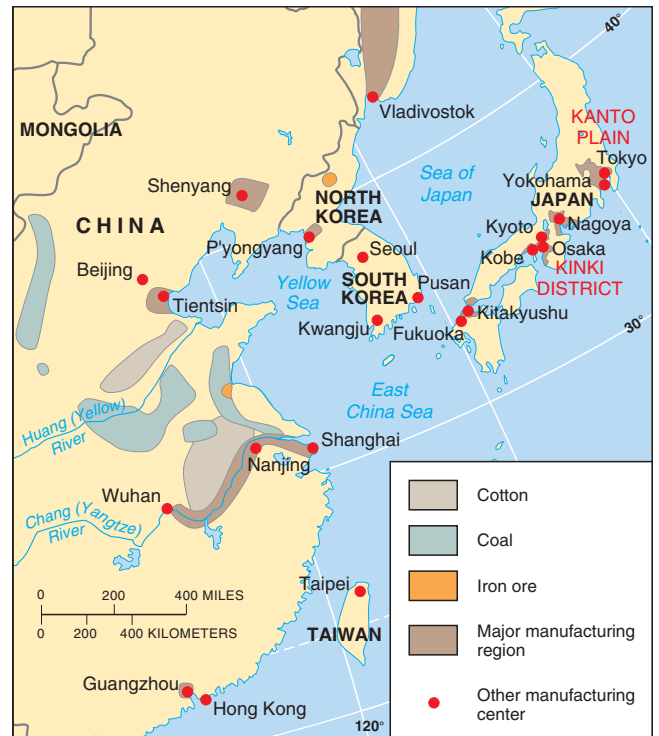 40°
MONGOLIA
Vladivostok
KANTO
PLAIN
Tokyo
Sea of
Japan
Yokohama
JAPAN
Shenyang
NORTH
KOREA
CHINA
Nagoya
Kyoto
P'yongyang
Seoul
Kobe
Osaka
Beijing
Yellow
Sea
SOUTH
KOREA
Pusan
KINKI
DISTRICT
Tientsin
Kwangju
Fukuoka
Kitakyushu
30°
East
China Sea
Huang (Yellow)
River
Shanghai
Nanjing
Wuhan
Chang (Yangtze)
River
Cotton
Coal
Iron ore
Major manufacturing
region
Other manufacturing
center
0 200 400 MILES
0 200 400 KILOMETERS
Taipei
TAIWAN
Guangzhou
Hong Kong
120°